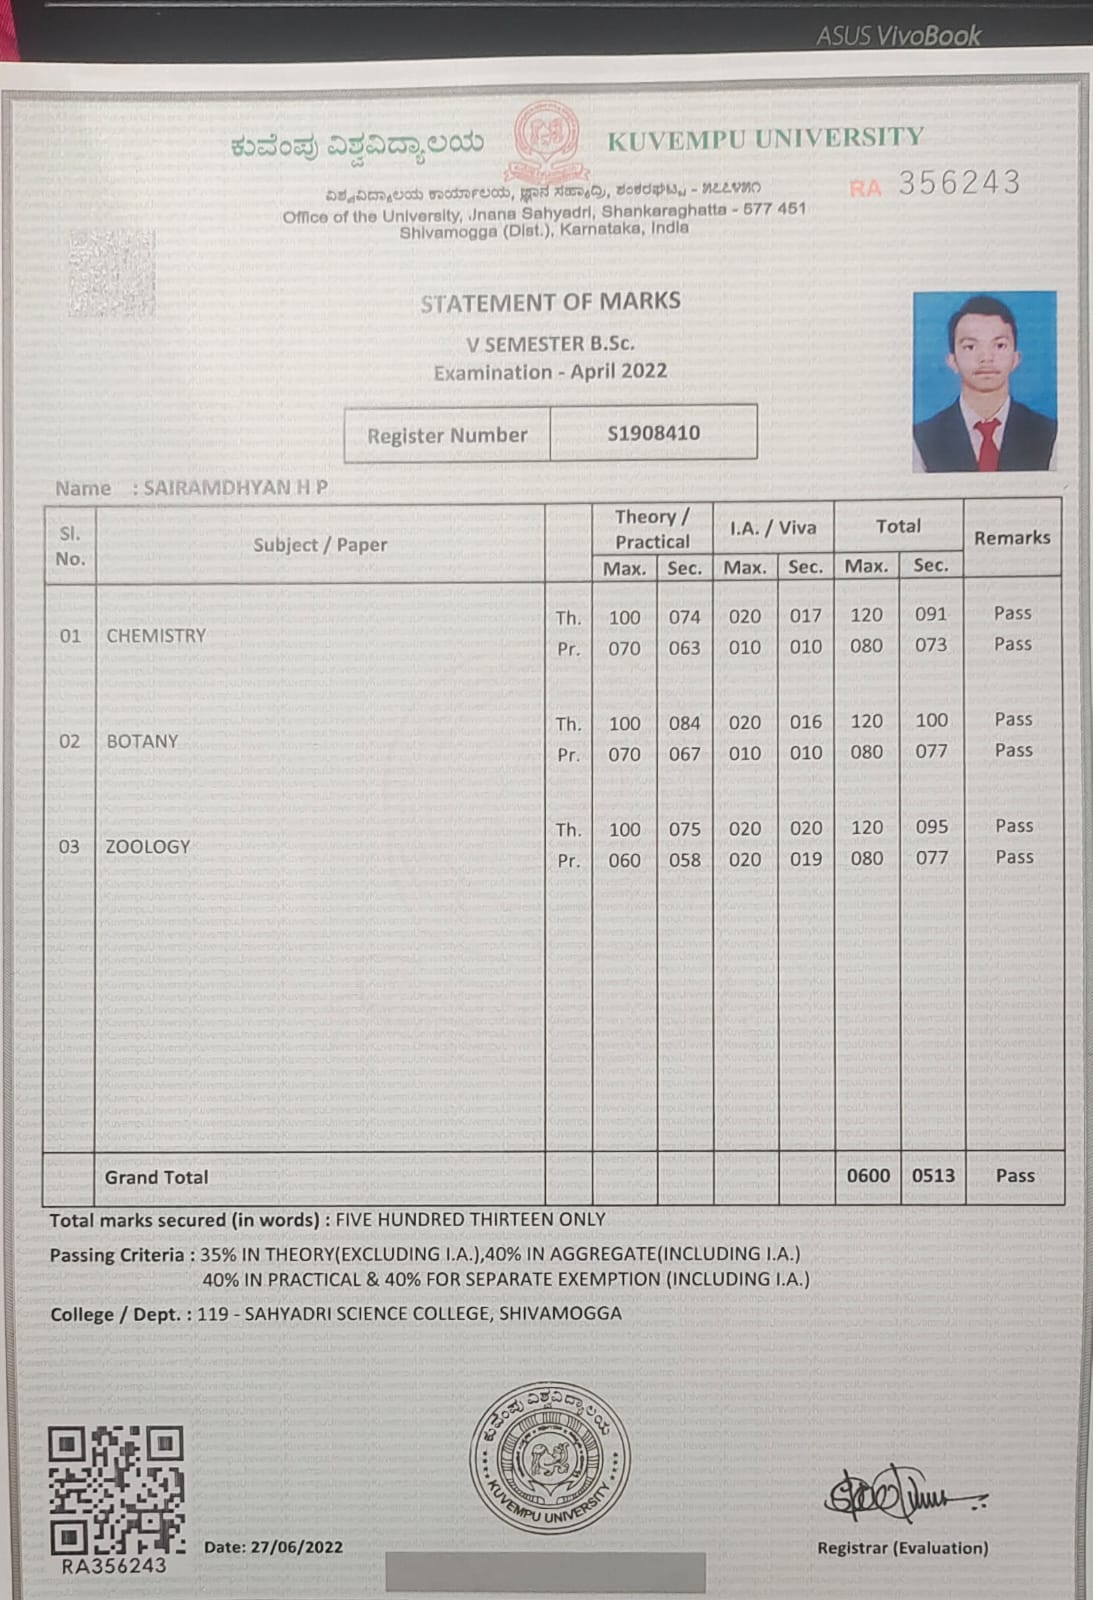 ASUS VivoBook
ಕುವೆಂಪು ವಿಶ್ವವಿದ್ಯಾಲಯ KUVEMPU UNIVERSITY
RA 356243
ವಿಶ್ವವಿದ್ಯಾಲಯ ಕಾರ್ಯಾಲಯ, ಜ್ಞಾನ ಸಹ್ಯಾದ್ರಿ, ಶಂಕರಘಟ್ಟ - ೫೭೭೪೫೧
Office of the University, Jnana Sahyadri, Shankaraghatta - 577 451
Shivamogga (Dist.), Karnataka, India
STATEMENT OF MARKS
V SEMESTER B.Sc.
Examination - April 2022
Register Number S1908410
Name : SAIRAMDHYAN H P
Sl. No. Subject / Paper Theory / Practical I.A. / Viva Total Remarks
Max. Sec. Max. Sec. Max. Sec.
01 CHEMISTRY Th. 100 074 020 017 120 091 Pass
Pr. 070 063 010 010 080 073 Pass
02 BOTANY Th. 100 084 020 016 120 100 Pass
Pr. 070 067 010 010 080 077 Pass
03 ZOOLOGY Th. 100 075 020 020 120 095 Pass
Pr. 060 058 020 019 080 077 Pass
Grand Total 0600 0513 Pass
Total marks secured (in words) : FIVE HUNDRED THIRTEEN ONLY
Passing Criteria : 35% IN THEORY(EXCLUDING I.A.),40% IN AGGREGATE(INCLUDING I.A.)
40% IN PRACTICAL & 40% FOR SEPARATE EXEMPTION (INCLUDING I.A.)
College / Dept. : 119 - SAHYADRI SCIENCE COLLEGE, SHIVAMOGGA
ಕುವೆಂಪು ವಿಶ್ವವಿದ್ಯಾಲಯ
KUVEMPU UNIVERSITY
RA356243
Date: 27/06/2022
Registrar (Evaluation)